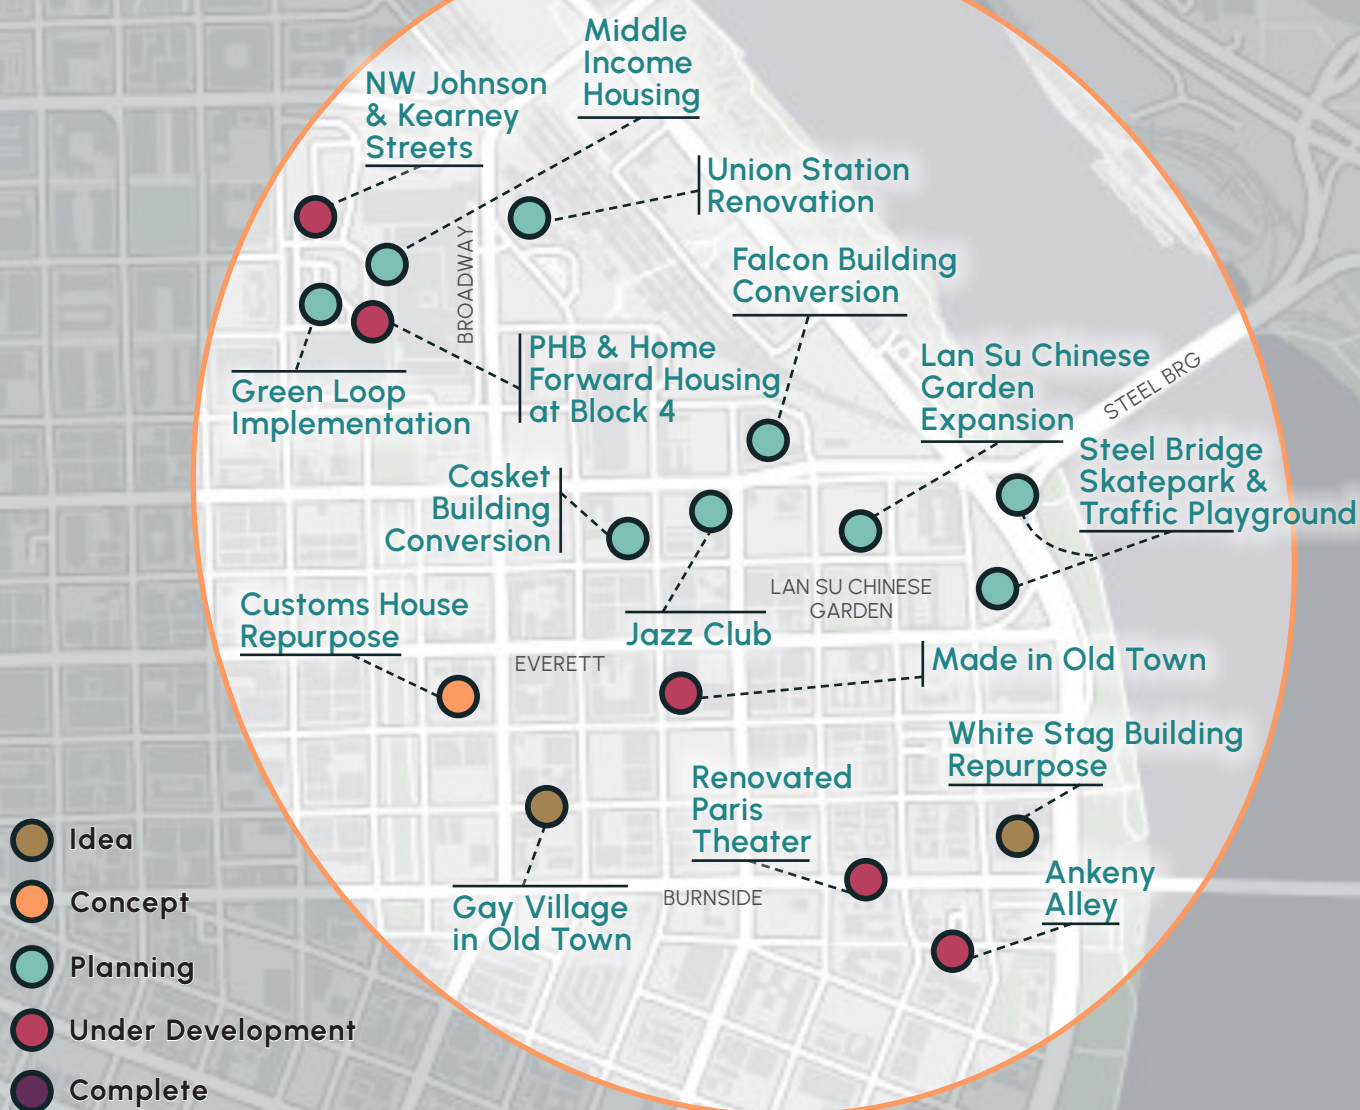 Middle
Income
Housing
NW Johnson
& Kearney
Streets
Union Station
Renovation
BROADWAY
Falcon Building
Conversion
PHB & Home
Forward Housing
at Block 4
Lan Su Chinese
Garden
Expansion
STEEL BRG
Green Loop
Implementation
Steel Bridge
Skatepark &
Traffic Playground
Casket
Building
Conversion
LAN SU CHINESE
GARDEN
Customs House
Repurpose
Jazz Club
EVERETT
Made in Old Town
White Stag Building
Repurpose
Renovated
Paris
Theater
Ankeny
Alley
BURNSIDE
Gay Village
in Old Town
Idea
Concept
Planning
Under Development
Complete